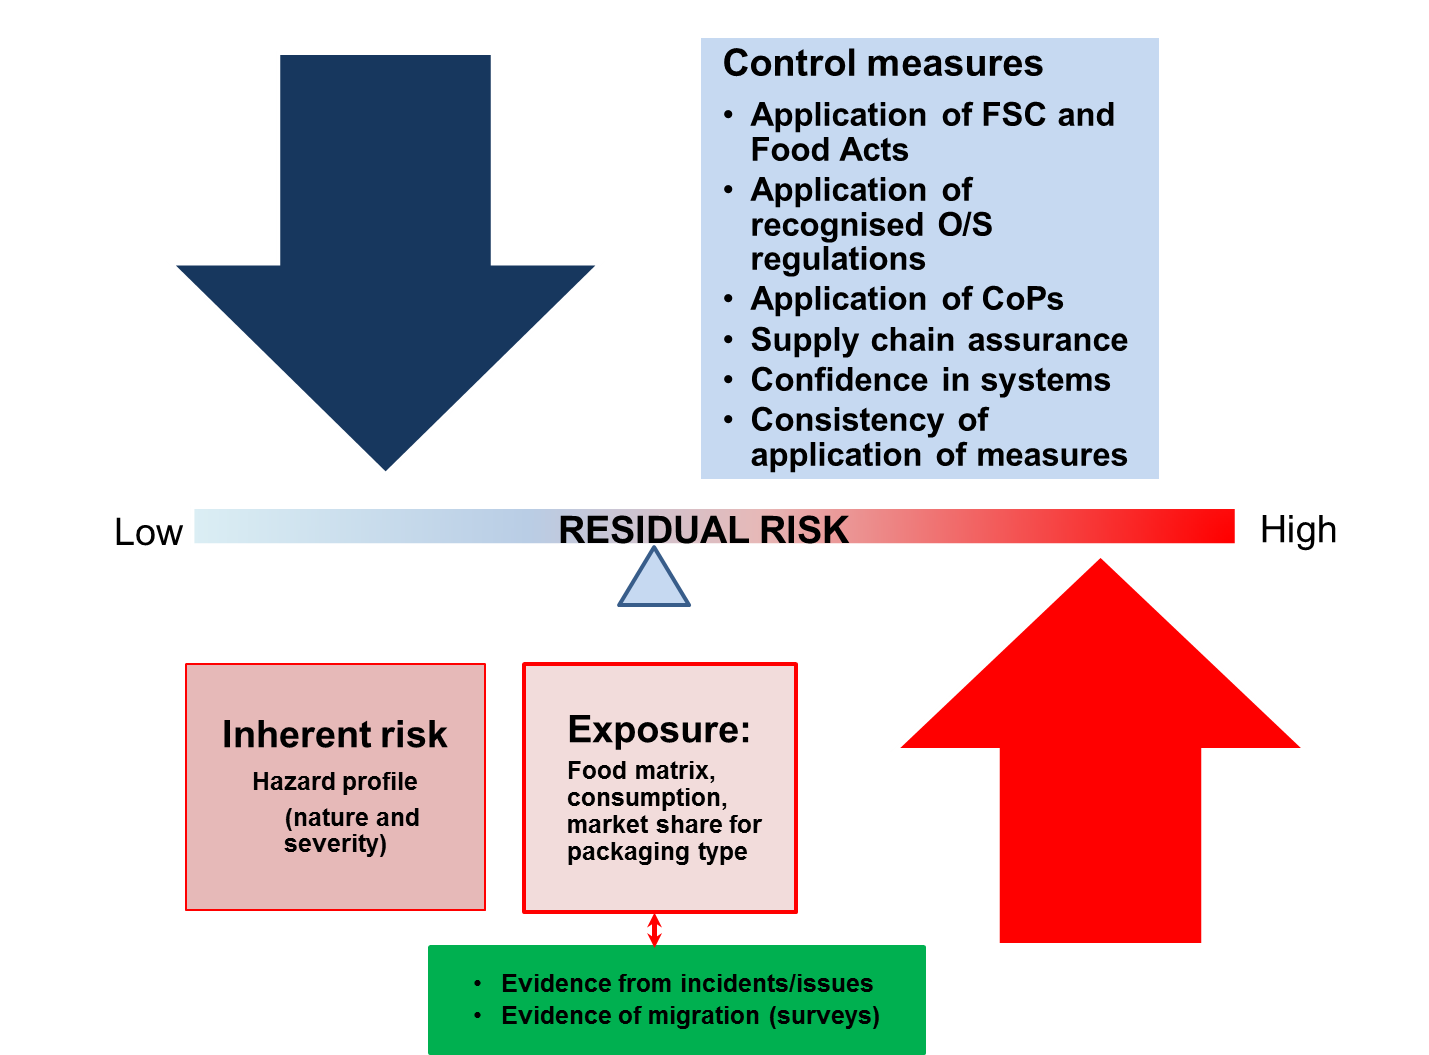 Control measures
• Application of FSC and
Food Acts
• Application of
recognised O/S
regulations
• Application of CoPs
• Supply chain assurance
• Confidence in systems
• Consistency of
application of measures
Low
RESIDUAL RISK
High
Inherent risk
Hazard profile
(nature and
severity)
Exposure:
Food matrix,
consumption,
market share for
packaging type
• Evidence from incidents/issues
• Evidence of migration (surveys)